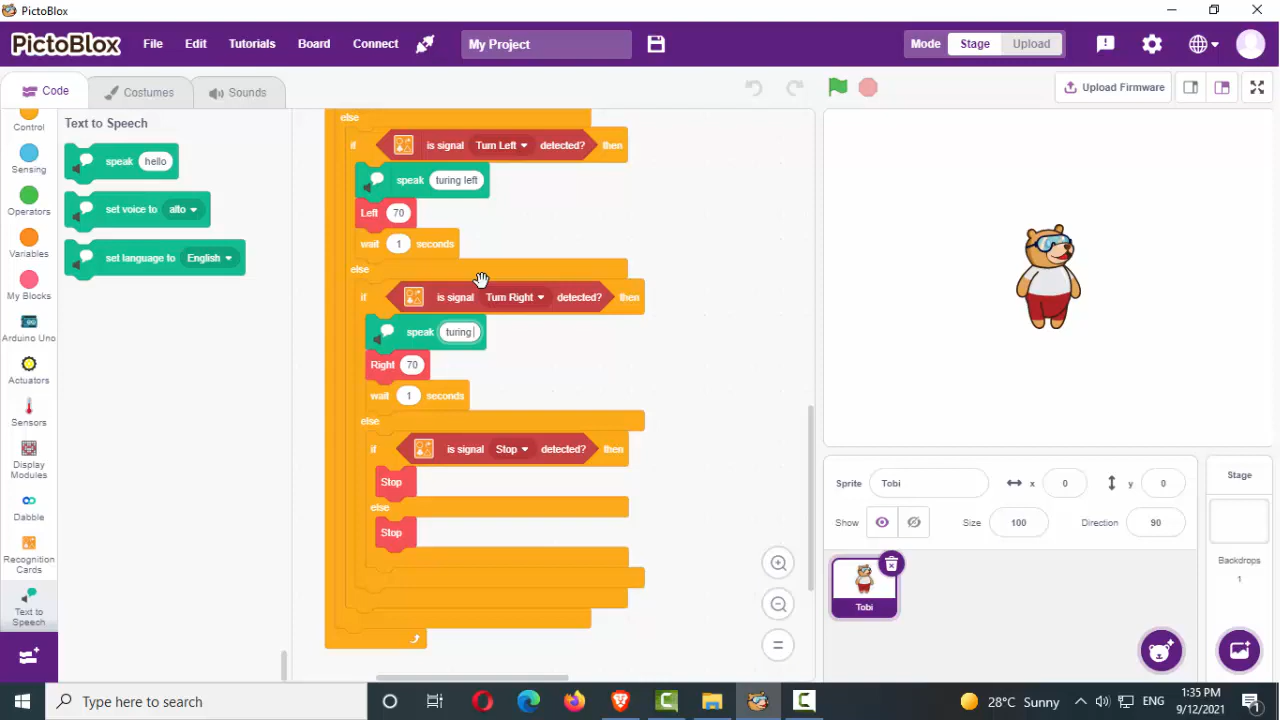 PictoBlox
PictoBlox File Edit Tutorials Board Connect My Project Mode Stage Upload
Code Costumes Sounds Upload Firmware
Control
Sensing
Operators
Variables
My Blocks
Arduino Uno
Actuators
Sensors
Display
Modules
Dabble
Recognition
Cards
Text to
Speech
Text to Speech
speak hello
set voice to alto
set language to English
else
if is signal Turn Left detected? then
speak turing left
Left 70
wait 1 seconds
else
if is signal Turn Right detected? then
speak turing
Right 70
wait 1 seconds
else
if is signal Stop detected? then
Stop
else
Stop
Sprite Tobi x 0 y 0
Show Size 100 Direction 90
Tobi
Stage
Backdrops
1
Type here to search
28°C Sunny
ENG
1:35 PM
9/12/2021
1